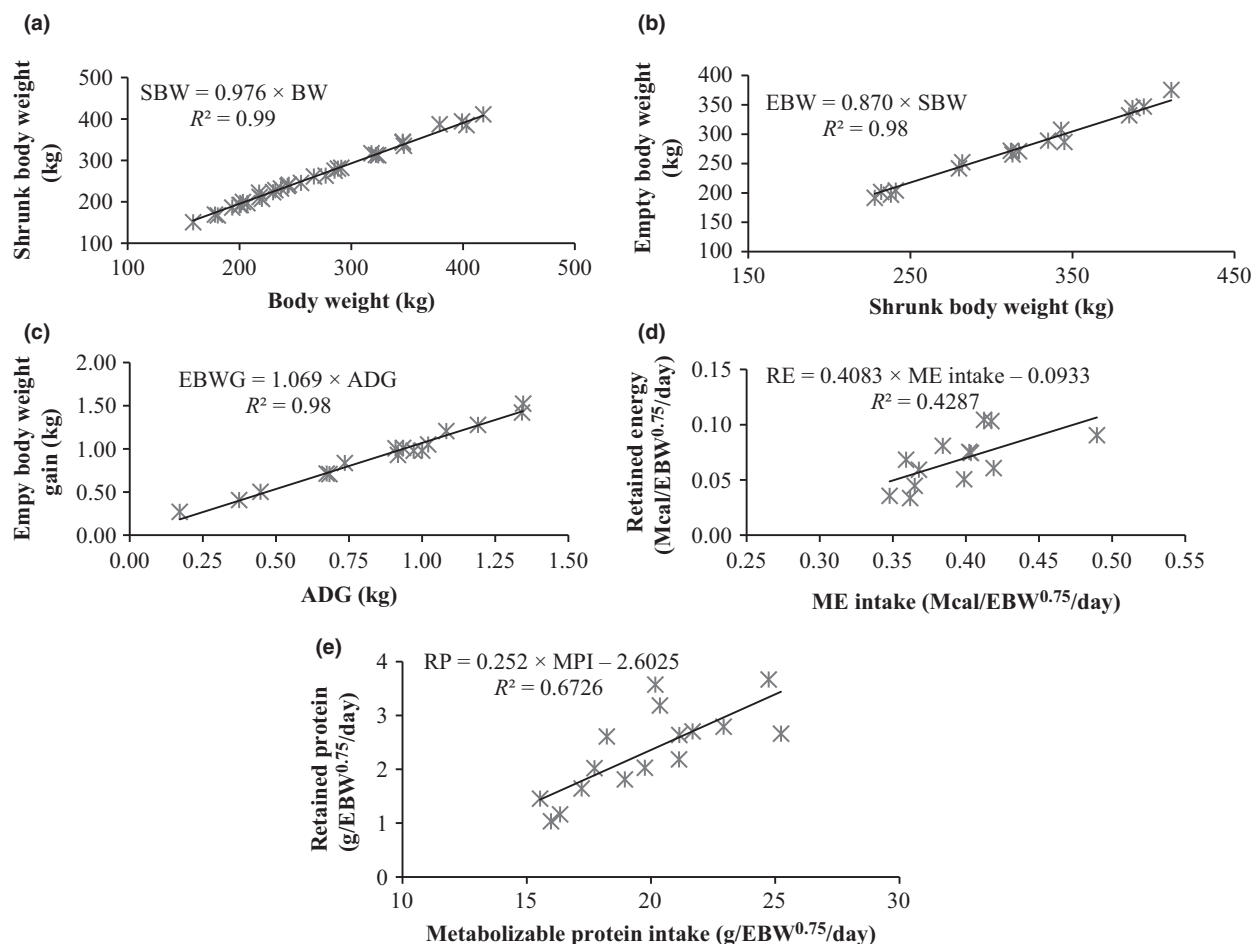 (a)
SBW = 0.976 × BW
R² = 0.99
Shrunk body weight
(kg)
500
400
300
200
100
100
200
300
400
500
Body weight (kg)
(b)
EBW = 0.870 × SBW
R² = 0.98
Empty body weight
(kg)
400
350
300
250
200
150
100
150
250
350
450
Shrunk body weight (kg)
(c)
EBWG = 1.069 × ADG
R² = 0.98
Empy body weight
gain (kg)
2.00
1.50
1.00
0.50
0.00
0.00
0.25
0.50
0.75
1.00
1.25
1.50
ADG (kg)
(d)
RE = 0.4083 × ME intake – 0.0933
R² = 0.4287
Retained energy
(Mcal/EBW^0.75/day)
0.15
0.10
0.05
0.00
0.25
0.30
0.35
0.40
0.45
0.50
0.55
ME intake (Mcal/EBW^0.75/day)
(e)
RP = 0.252 × MPI – 2.6025
R² = 0.6726
Retained protein
(g/EBW^0.75/day)
4
3
2
1
0
10
15
20
25
30
Metabolizable protein intake (g/EBW^0.75/day)